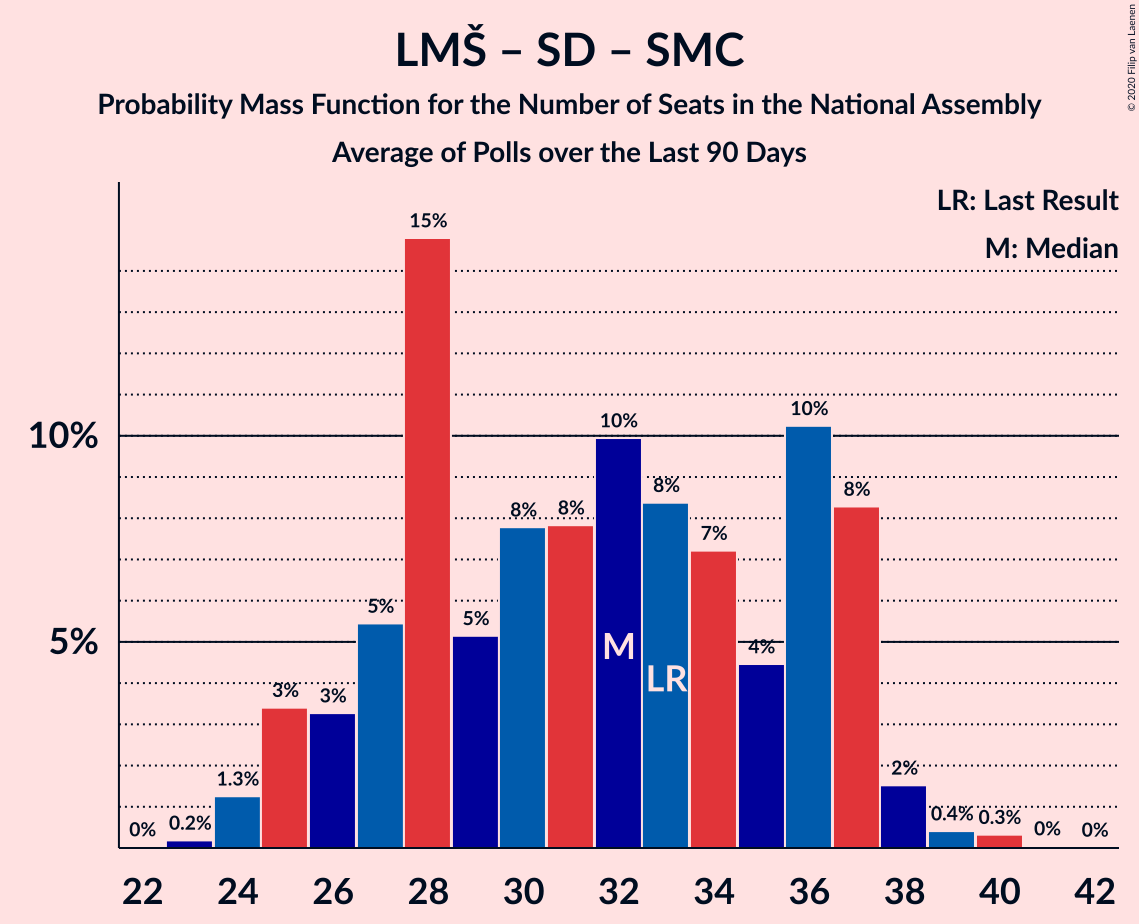 LMŠ – SD – SMC
Probability Mass Function for the Number of Seats in the National Assembly
Average of Polls over the Last 90 Days
© 2020 Filip van Laenen
LR: Last Result
M: Median
10%
5%
0%
0.2%
1.3%
3%
3%
5%
15%
5%
8%
8%
10%
8%
7%
4%
10%
8%
2%
0.4%
0.3%
0%
0%
M
LR
22 24 26 28 30 32 34 36 38 40 42